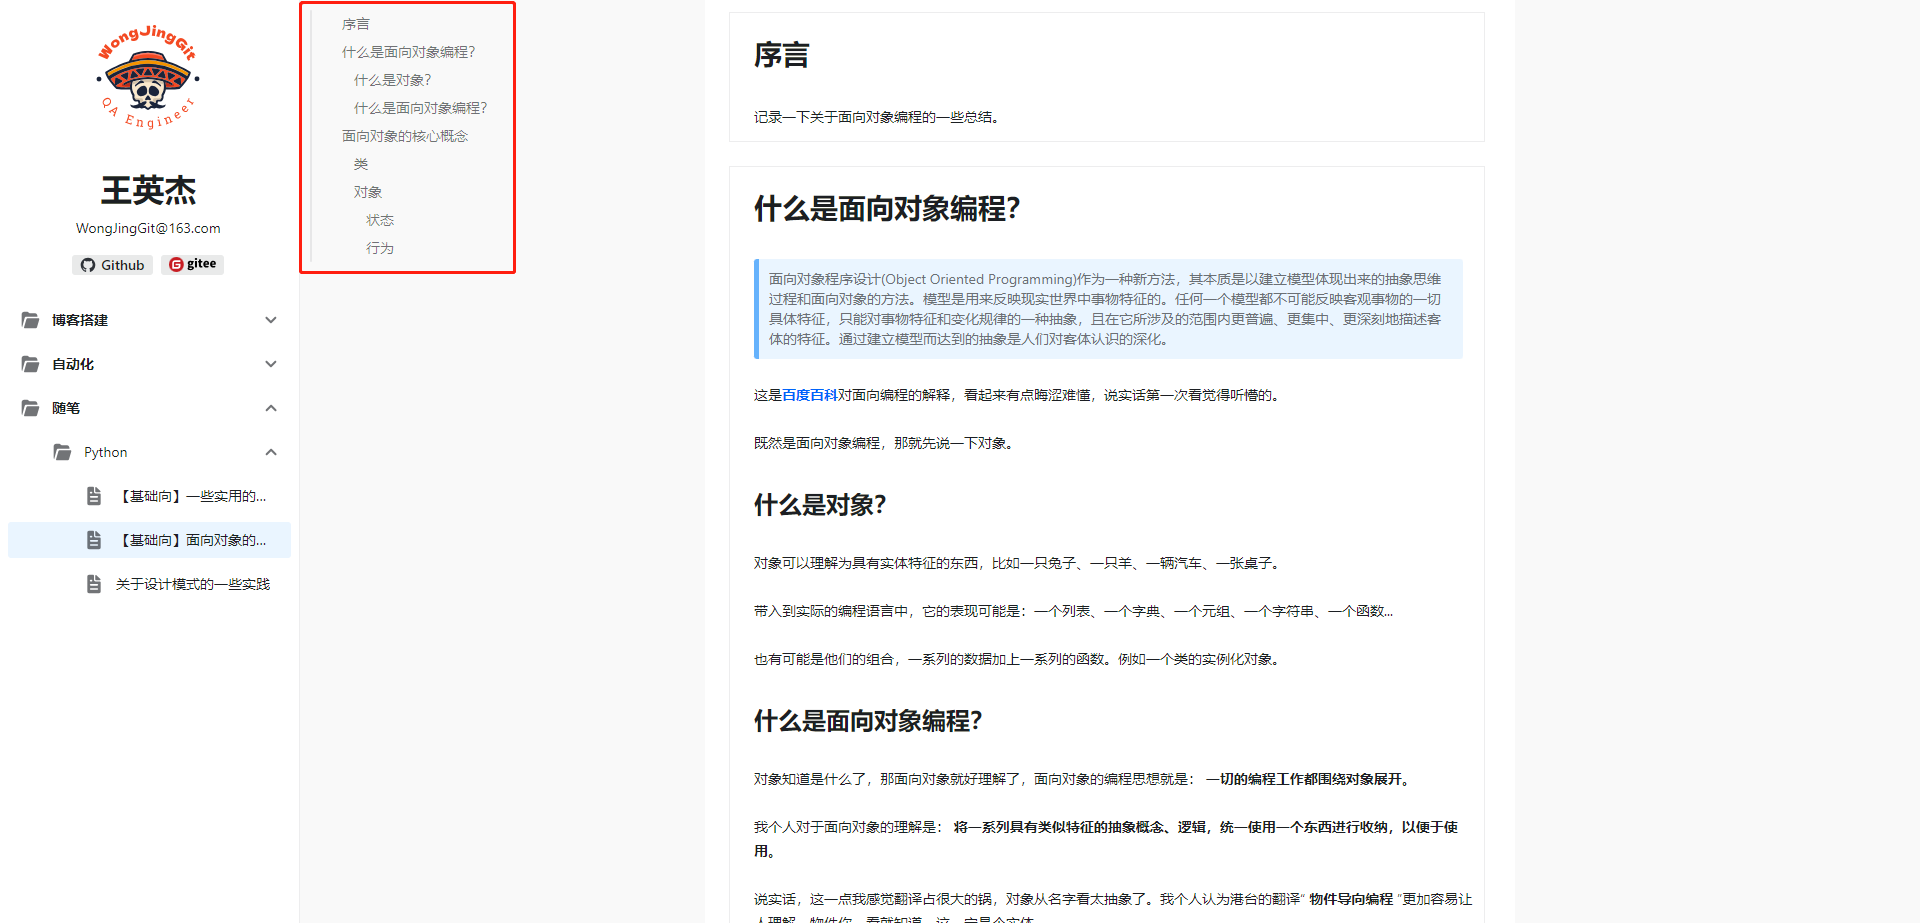 WongJingGit
QA Engineer
王英杰
WongJingGit@163.com
Github
gitee
博客搭建
自动化
随笔
Python
【基础向】一些实用的...
【基础向】面向对象的...
关于设计模式的一些实践
序言
什么是面向对象编程？
什么是对象？
什么是面向对象编程？
面向对象的核心概念
类
对象
状态
行为
序言
记录一下关于面向对象编程的一些总结。
什么是面向对象编程？
面向对象程序设计(Object Oriented Programming)作为一种新方法，其本质是以建立模型体现出来的抽象思维
过程和面向对象的方法。模型是用来反映现实世界中事物特征的。任何一个模型都不可能反映客观事物的一切
具体特征，只能对事物特征和变化规律的一种抽象，且在它所涉及的范围内更普遍、更集中、更深刻地描述客
体的特征。通过建立模型而达到的抽象是人们对客体认识的深化。
这是百度百科对面向编程的解释，看起来有点晦涩难懂，说实话第一次看觉得听懵的。
既然是面向对象编程，那就先说一下对象。
什么是对象？
对象可以理解为具有实体特征的东西，比如一只兔子、一只羊、一辆汽车、一张桌子。
带入到实际的编程语言中，它的表现可能是：一个列表、一个字典、一个元组、一个字符串、一个函数...
也有可能是他们的组合，一系列的数据加上一系列的函数。例如一个类的实例化对象。
什么是面向对象编程？
对象知道是什么了，那面向对象就好理解了，面向对象的编程思想就是： 一切的编程工作都围绕对象展开。
我个人对于面向对象的理解是： 将一系列具有类似特征的抽象概念、逻辑，统一使用一个东西进行收纳，以便于使
用。
说实话，这一点我感觉翻译占很大的锅，对象从名字看太抽象了。我个人认为港台的翻译“ 物件导向编程 ”更加容易让